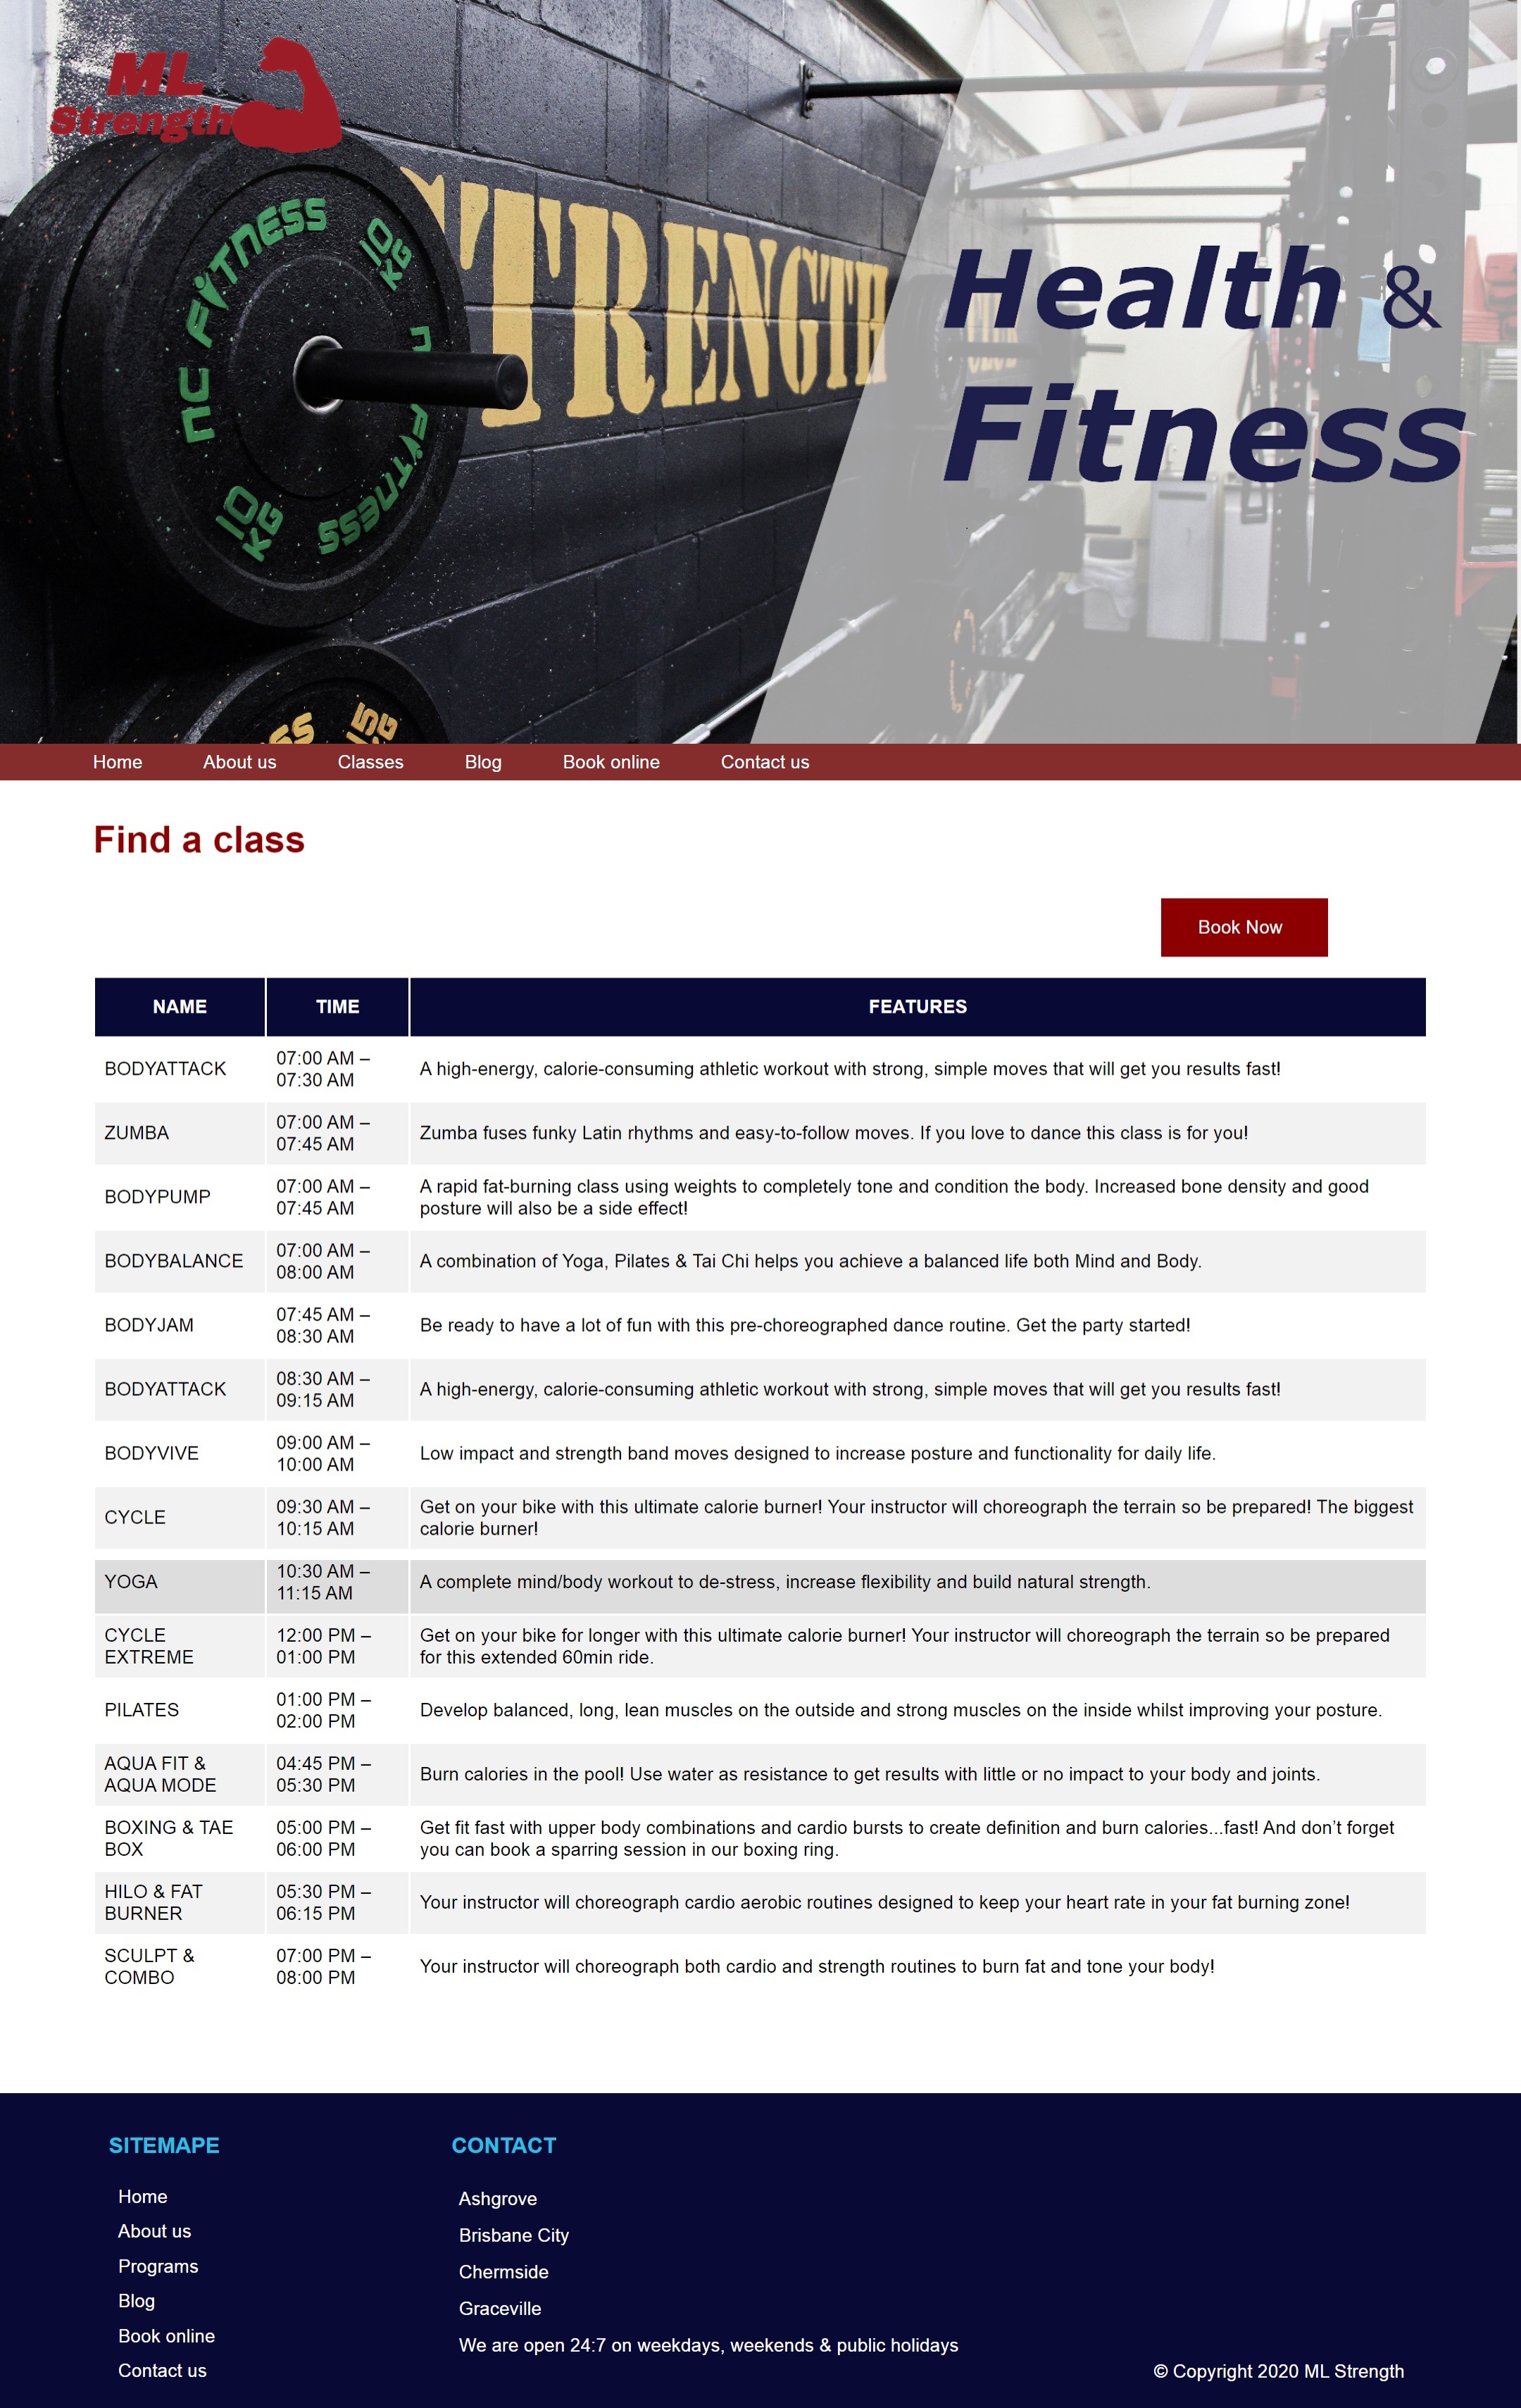 ML
Strength
NC FITNESS
10
KG
NC FITNESS
10
KG
STRENGTH
15
KG
Health &
Fitness
Home About us Classes Blog Book online Contact us
Find a class
Book Now
NAME TIME FEATURES
BODYATTACK 07:00 AM – 07:30 AM A high-energy, calorie-consuming athletic workout with strong, simple moves that will get you results fast!
ZUMBA 07:00 AM – 07:45 AM Zumba fuses funky Latin rhythms and easy-to-follow moves. If you love to dance this class is for you!
BODYPUMP 07:00 AM – 07:45 AM A rapid fat-burning class using weights to completely tone and condition the body. Increased bone density and good
posture will also be a side effect!
BODYBALANCE 07:00 AM – 08:00 AM A combination of Yoga, Pilates & Tai Chi helps you achieve a balanced life both Mind and Body.
BODYJAM 07:45 AM – 08:30 AM Be ready to have a lot of fun with this pre-choreographed dance routine. Get the party started!
BODYATTACK 08:30 AM – 09:15 AM A high-energy, calorie-consuming athletic workout with strong, simple moves that will get you results fast!
BODYVIVE 09:00 AM – 10:00 AM Low impact and strength band moves designed to increase posture and functionality for daily life.
CYCLE 09:30 AM – 10:15 AM Get on your bike with this ultimate calorie burner! Your instructor will choreograph the terrain so be prepared! The biggest
calorie burner!
YOGA 10:30 AM – 11:15 AM A complete mind/body workout to de-stress, increase flexibility and build natural strength.
CYCLE EXTREME 12:00 PM – 01:00 PM Get on your bike for longer with this ultimate calorie burner! Your instructor will choreograph the terrain so be prepared
for this extended 60min ride.
PILATES 01:00 PM – 02:00 PM Develop balanced, long, lean muscles on the outside and strong muscles on the inside whilst improving your posture.
AQUA FIT & AQUA MODE 04:45 PM – 05:30 PM Burn calories in the pool! Use water as resistance to get results with little or no impact to your body and joints.
BOXING & TAE BOX 05:00 PM – 06:00 PM Get fit fast with upper body combinations and cardio bursts to create definition and burn calories...fast! And don’t forget
you can book a sparring session in our boxing ring.
HILO & FAT BURNER 05:30 PM – 06:15 PM Your instructor will choreograph cardio aerobic routines designed to keep your heart rate in your fat burning zone!
SCULPT & COMBO 07:00 PM – 08:00 PM Your instructor will choreograph both cardio and strength routines to burn fat and tone your body!
SITEMAPE
Home
About us
Programs
Blog
Book online
Contact us
CONTACT
Ashgrove
Brisbane City
Chermside
Graceville
We are open 24:7 on weekdays, weekends & public holidays
© Copyright 2020 ML Strength